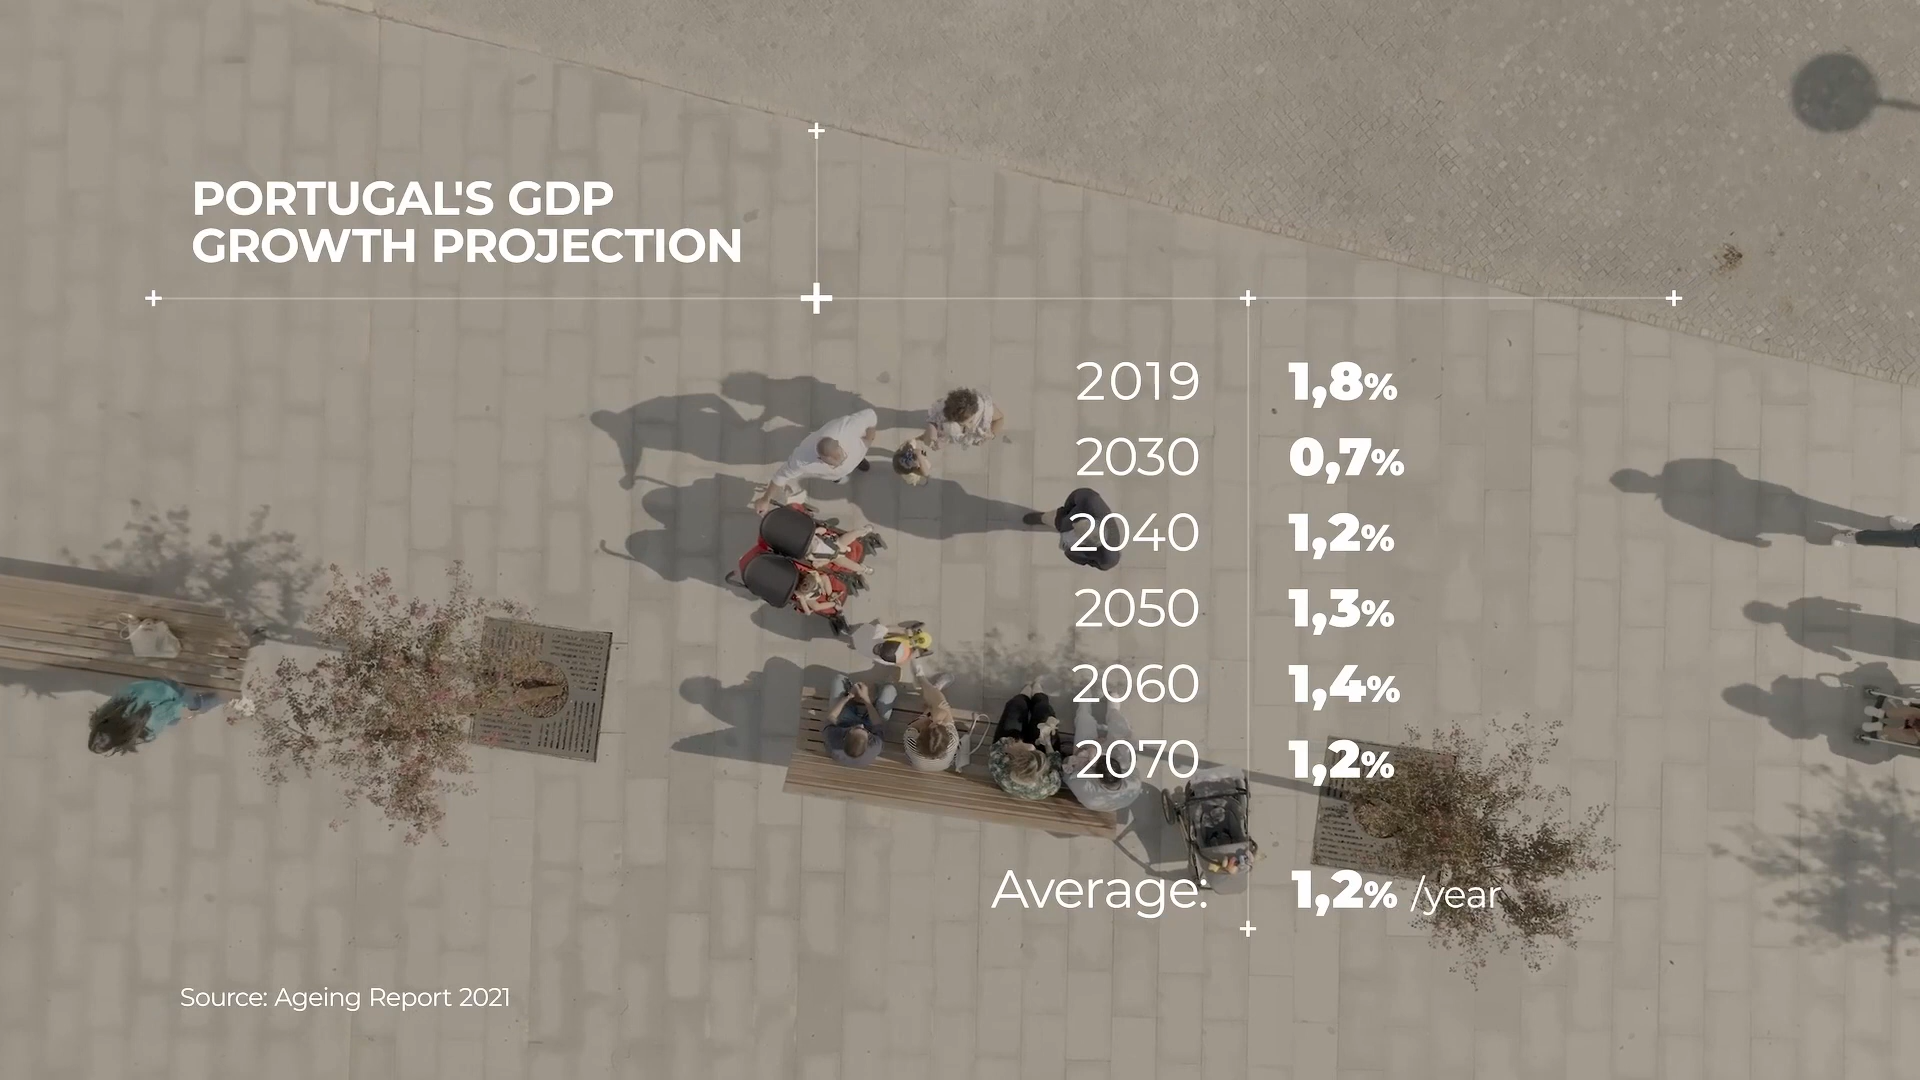 PORTUGAL'S GDP
GROWTH PROJECTION
2019 1,8%
2030 0,7%
2040 1,2%
2050 1,3%
2060 1,4%
2070 1,2%
Average: 1,2% /year
Source: Ageing Report 2021